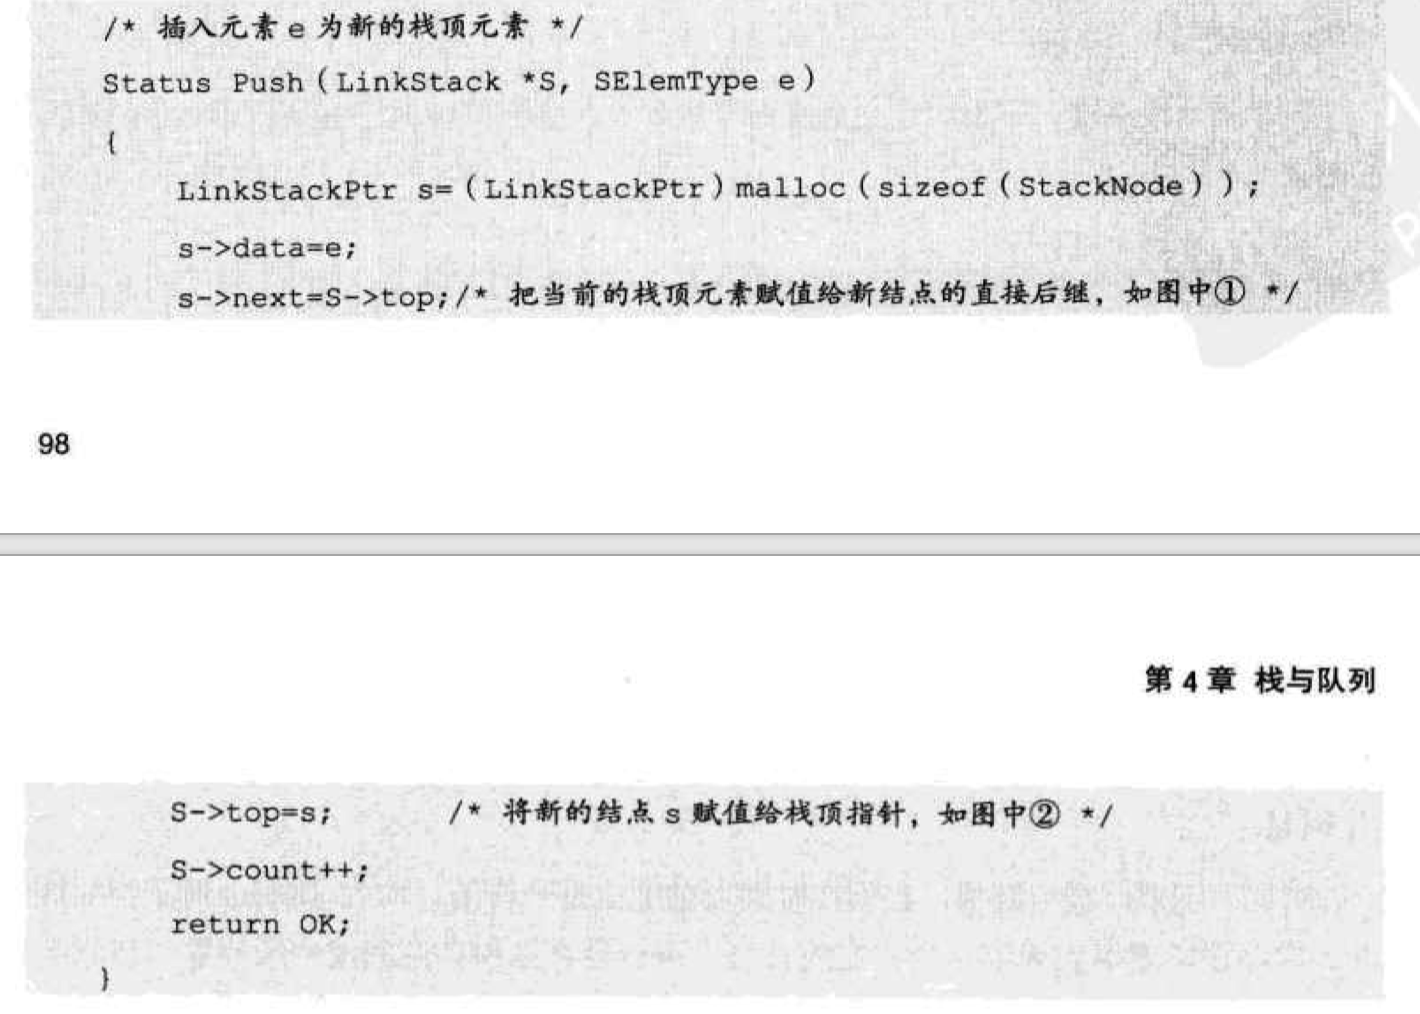 /* 插入元素 e 为新的栈顶元素 */
Status Push(LinkStack *S, SElemType e)
{
LinkStackPtr s=(LinkStackPtr)malloc(sizeof(StackNode));
s->data=e;
s->next=S->top;/* 把当前的栈顶元素赋值给新结点的直接后继，如图中① */
98
第 4 章 栈与队列
S->top=s; /* 将新的结点 s 赋值给栈顶指针，如图中② */
S->count++;
return OK;
}